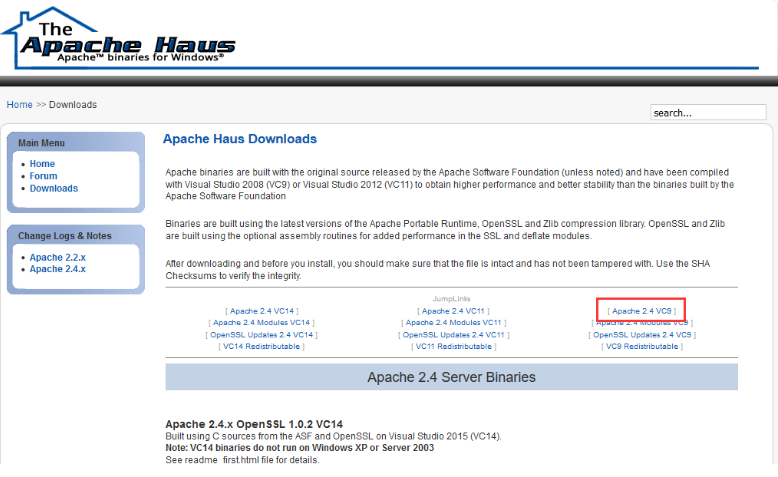 The
Apache Haus
Apache™ binaries for Windows®
Home >> Downloads
search...
Main Menu
Home
Forum
Downloads
Change Logs & Notes
Apache 2.2.x
Apache 2.4.x
Apache Haus Downloads
Apache binaries are built with the original source released by the Apache Software Foundation (unless noted) and have been compiled
with Visual Studio 2008 (VC9) or Visual Studio 2012 (VC11) to obtain higher performance and better stability than the binaries built by the
Apache Software Foundation
Binaries are built using the latest versions of the Apache Portable Runtime, OpenSSL and Zlib compression library. OpenSSL and Zlib
are built using the optional assembly routines for added performance in the SSL and deflate modules.
After downloading and before you install, you should make sure that the file is intact and has not been tampered with. Use the SHA
Checksums to verify the integrity.
JumpLinks
[ Apache 2.4 VC14 ] [ Apache 2.4 VC11 ] [ Apache 2.4 VC9 ]
[ Apache 2.4 Modules VC14 ] [ Apache 2.4 Modules VC11 ] [ Apache 2.4 Modules VC9 ]
[ OpenSSL Updates 2.4 VC14 ] [ OpenSSL Updates 2.4 VC11 ] [ OpenSSL Updates 2.4 VC9 ]
[ VC14 Redistributable ] [ VC11 Redistributable ] [ VC9 Redistributable ]
Apache 2.4 Server Binaries
Apache 2.4.x OpenSSL 1.0.2 VC14
Built using C sources from the ASF and OpenSSL on Visual Studio 2015 (VC14).
Note: VC14 binaries do not run on Windows XP or Server 2003
See readme_first.html file for details.